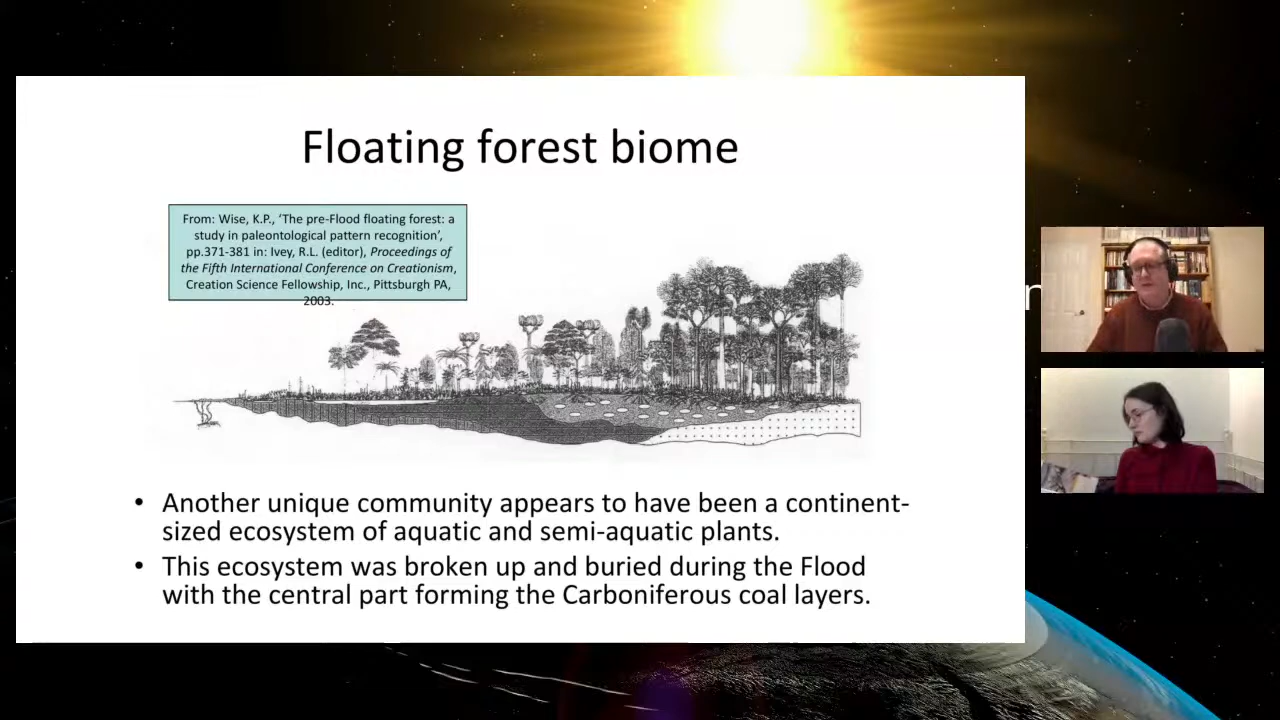 Floating forest biome
From: Wise, K.P., ‘The pre-Flood floating forest: a
study in paleontological pattern recognition’,
pp.371-381 in: Ivey, R.L. (editor), Proceedings of
the Fifth International Conference on Creationism,
Creation Science Fellowship, Inc., Pittsburgh PA,
2003.
• Another unique community appears to have been a continent-
sized ecosystem of aquatic and semi-aquatic plants.
• This ecosystem was broken up and buried during the Flood
with the central part forming the Carboniferous coal layers.